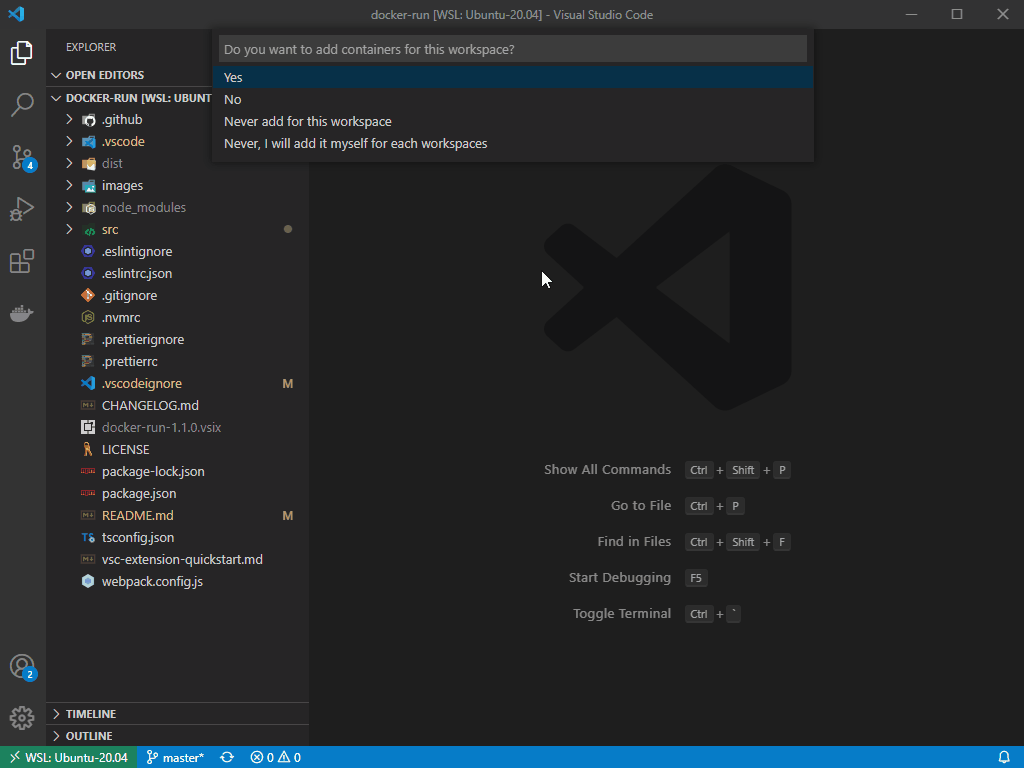 docker-run [WSL: Ubuntu-20.04] - Visual Studio Code
Do you want to add containers for this workspace?
Yes
No
Never add for this workspace
Never, I will add it myself for each workspaces
EXPLORER
OPEN EDITORS
DOCKER-RUN [WSL: UBUNT
.github
.vscode
dist
images
node_modules
src
.eslintignore
.eslintrc.json
.gitignore
.nvmrc
.prettierignore
.prettierrc
.vscodeignore M
CHANGELOG.md
docker-run-1.1.0.vsix
LICENSE
package-lock.json
package.json
README.md M
tsconfig.json
vsc-extension-quickstart.md
webpack.config.js
4
2
TIMELINE
OUTLINE
Show All Commands Ctrl + Shift + P
Go to File Ctrl + P
Find in Files Ctrl + Shift + F
Start Debugging F5
Toggle Terminal Ctrl + `
WSL: Ubuntu-20.04 master* 0 0